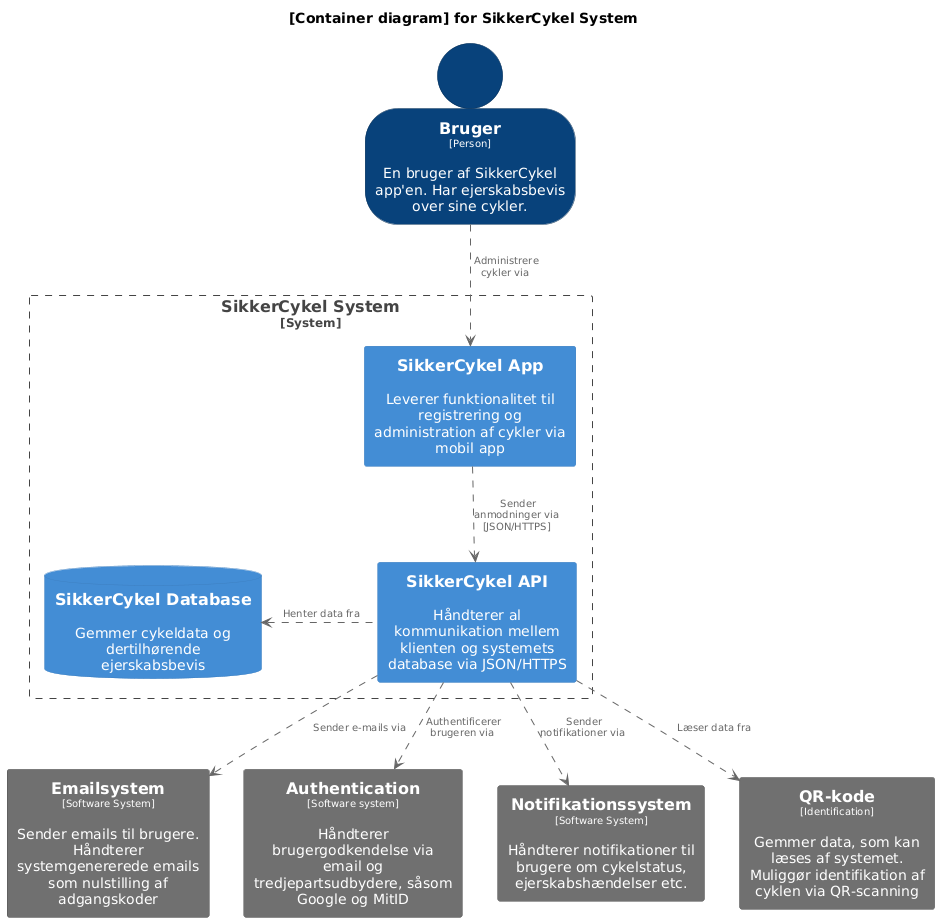 [Container diagram] for SikkerCykel System
Bruger
[Person]
En bruger af SikkerCykel
app'en. Har ejerskabsbevis
over sine cykler.
Administrere
cykler via
SikkerCykel System
[System]
SikkerCykel App
Leverer funktionalitet til
registrering og
administration af cykler via
mobil app
Sender
anmodninger via
[JSON/HTTPS]
SikkerCykel Database
Gemmer cykeldata og
dertilhørende
ejerskabsbevis
Henter data fra
SikkerCykel API
Håndterer al
kommunikation mellem
klienten og systemets
database via JSON/HTTPS
Sender e-mails via
Authentificerer
brugeren via
Sender
notifikationer via
Læser data fra
Emailsystem
[Software System]
Sender emails til brugere.
Håndterer
systemgenererede emails
som nulstilling af
adgangskoder
Authentication
[Software system]
Håndterer
brugergodkendelse via
email og
tredjepartsudbydere, såsom
Google og MitID
Notifikationssystem
[Software System]
Håndterer notifikationer til
brugere om cykelstatus,
ejerskabshændelser etc.
QR-kode
[Identification]
Gemmer data, som kan
læses af systemet.
Muliggør identifikation af
cyklen via QR-scanning